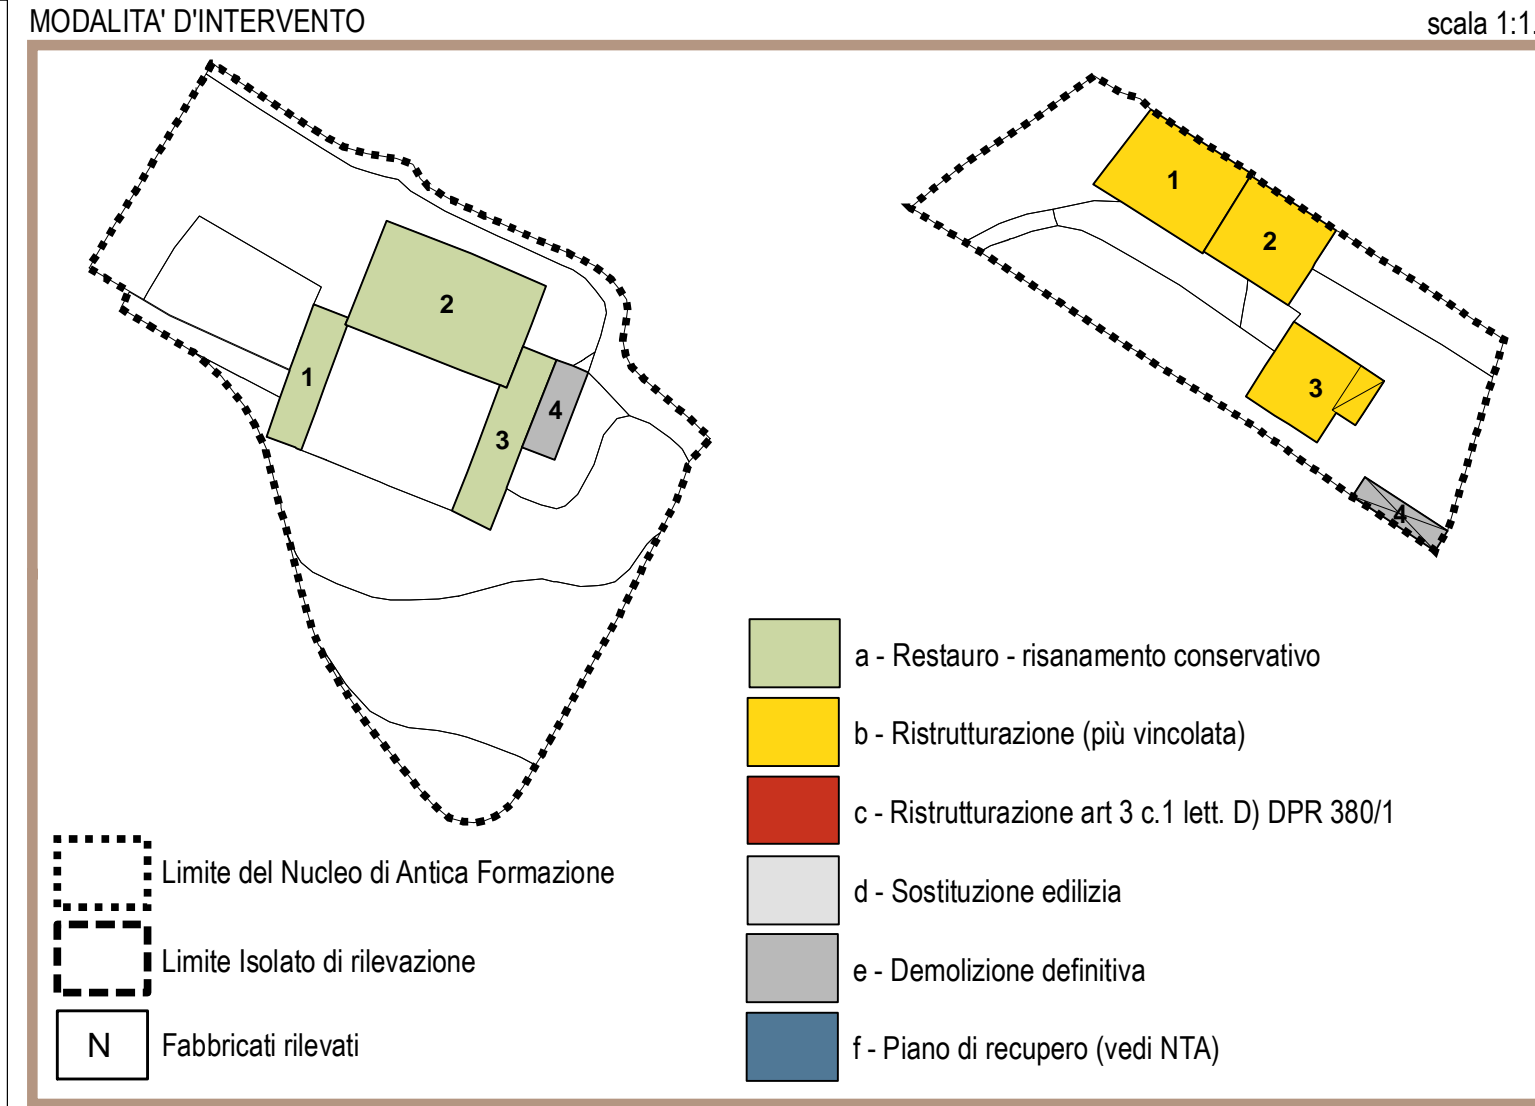 MODALITA' D'INTERVENTO
scala 1:1.
1
2
3
4
1
2
3
4
a - Restauro - risanamento conservativo
b - Ristrutturazione (più vincolata)
c - Ristrutturazione art 3 c.1 lett. D) DPR 380/1
d - Sostituzione edilizia
e - Demolizione definitiva
f - Piano di recupero (vedi NTA)
Limite del Nucleo di Antica Formazione
Limite Isolato di rilevazione
N Fabbricati rilevati